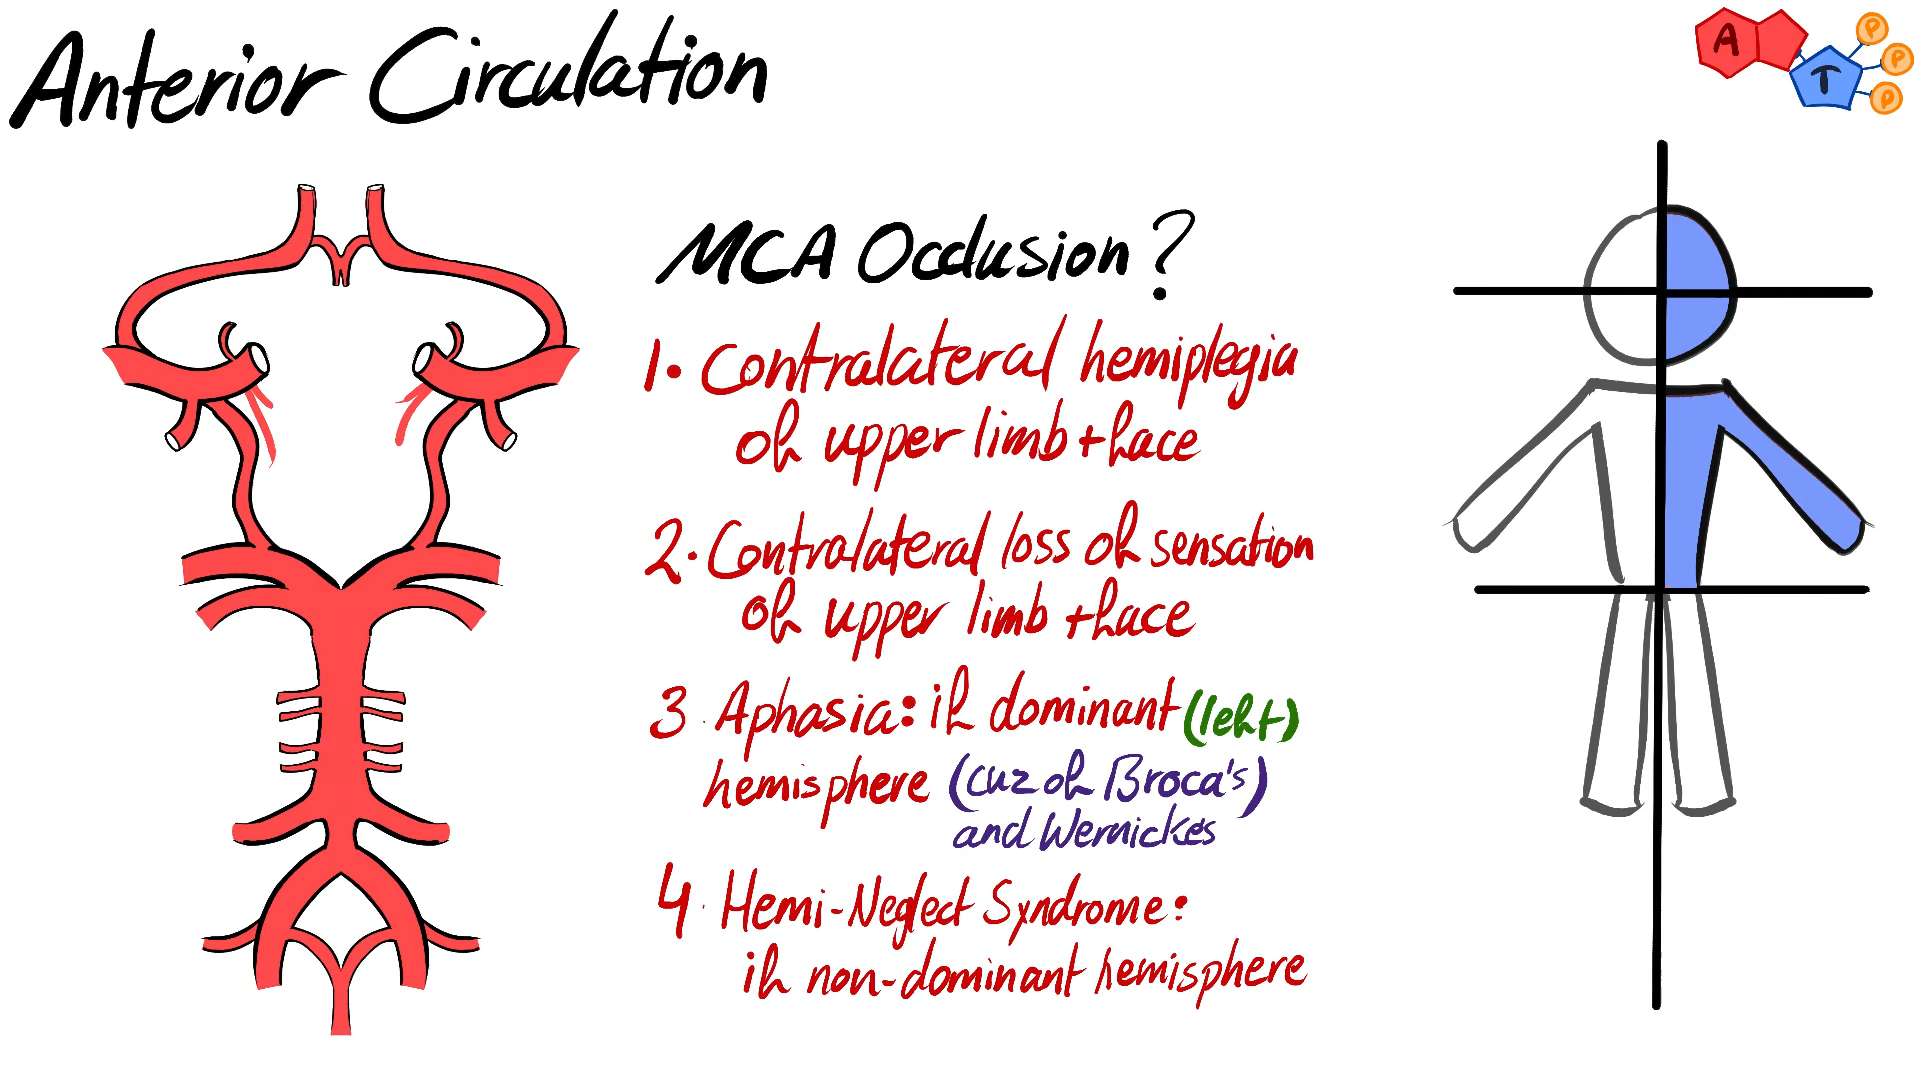 Anterior Circulation
A
T
P
P
P
MCA Occlusion?
1. Contralateral hemiplegia
of upper limb + face
2. Contralateral loss of sensation
of upper limb + face
3. Aphasia: if dominant (left)
hemisphere (cuz of Broca's)
and Wernickes
4. Hemi-Neglect Syndrome:
if non-dominant hemisphere